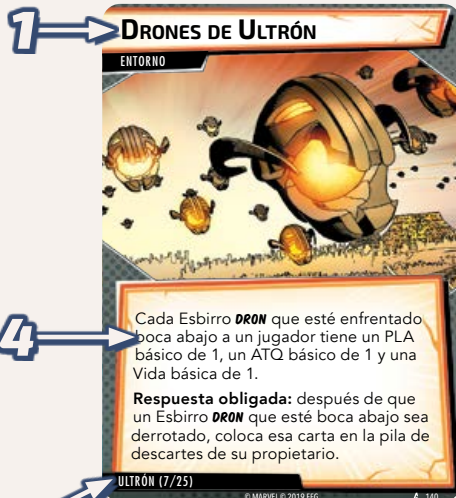 1
DRONES DE ULTRÓN
ENTORNO
4
Cada Esbirro DRON que esté enfrentado
boca abajo a un jugador tiene un PLA
básico de 1, un ATQ básico de 1 y una
Vida básica de 1.
Respuesta obligada: después de que
un Esbirro DRON que esté boca abajo sea
derrotado, coloca esa carta en la pila de
descartes de su propietario.
ULTRÓN (7/25)
© MARVEL © 2019 FFG
140